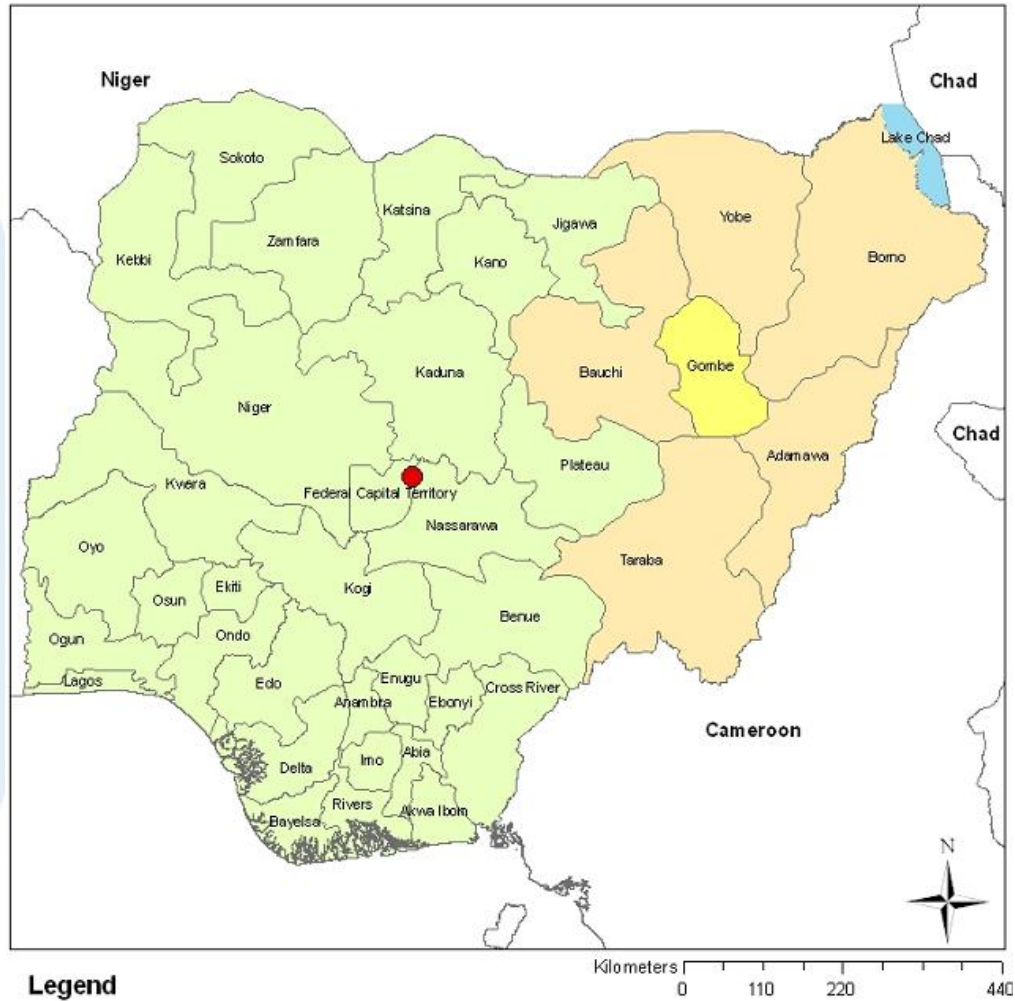 Niger
Chad
Lake Chad
Sokoto
Katsina
Jigawa
Yobe
Zamfara
Kebbi
Kano
Borno
Kaduna
Bauchi
Gombe
Niger
Chad
Adamawa
Plateau
Kwara
Federal Capital Territory
Nassarawa
Oyo
Taraba
Osun
Ekiti
Kogi
Benue
Ogun
Ondo
Lagos
Edo
Enugu
Anambra
Ebonyi
Cross River
Cameroon
Imo
Abia
Delta
Rivers
Akwa Ibom
Bayelsa
N
Kilometers
0 110 220 440
Legend